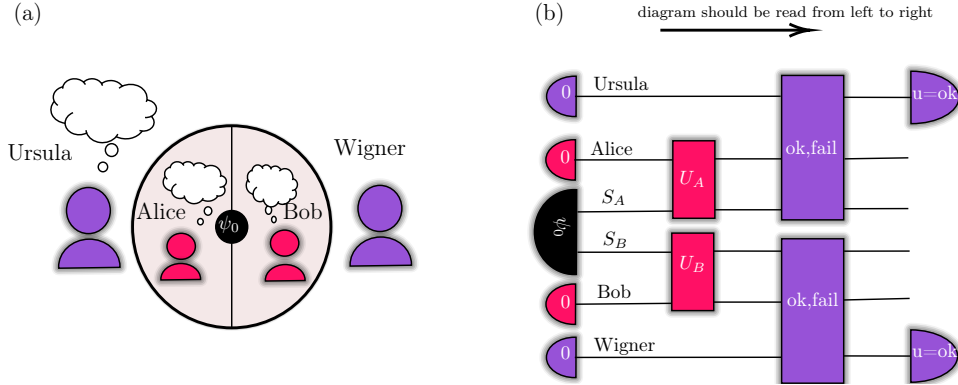 (a)
Ursula
Wigner
Alice
Bob
ψ₀
(b)
diagram should be read from left to right
0
Ursula
ok,fail
u=ok
0
Alice
U_A
ψ₀
S_A
S_B
U_B
0
Bob
ok,fail
0
Wigner
u=ok